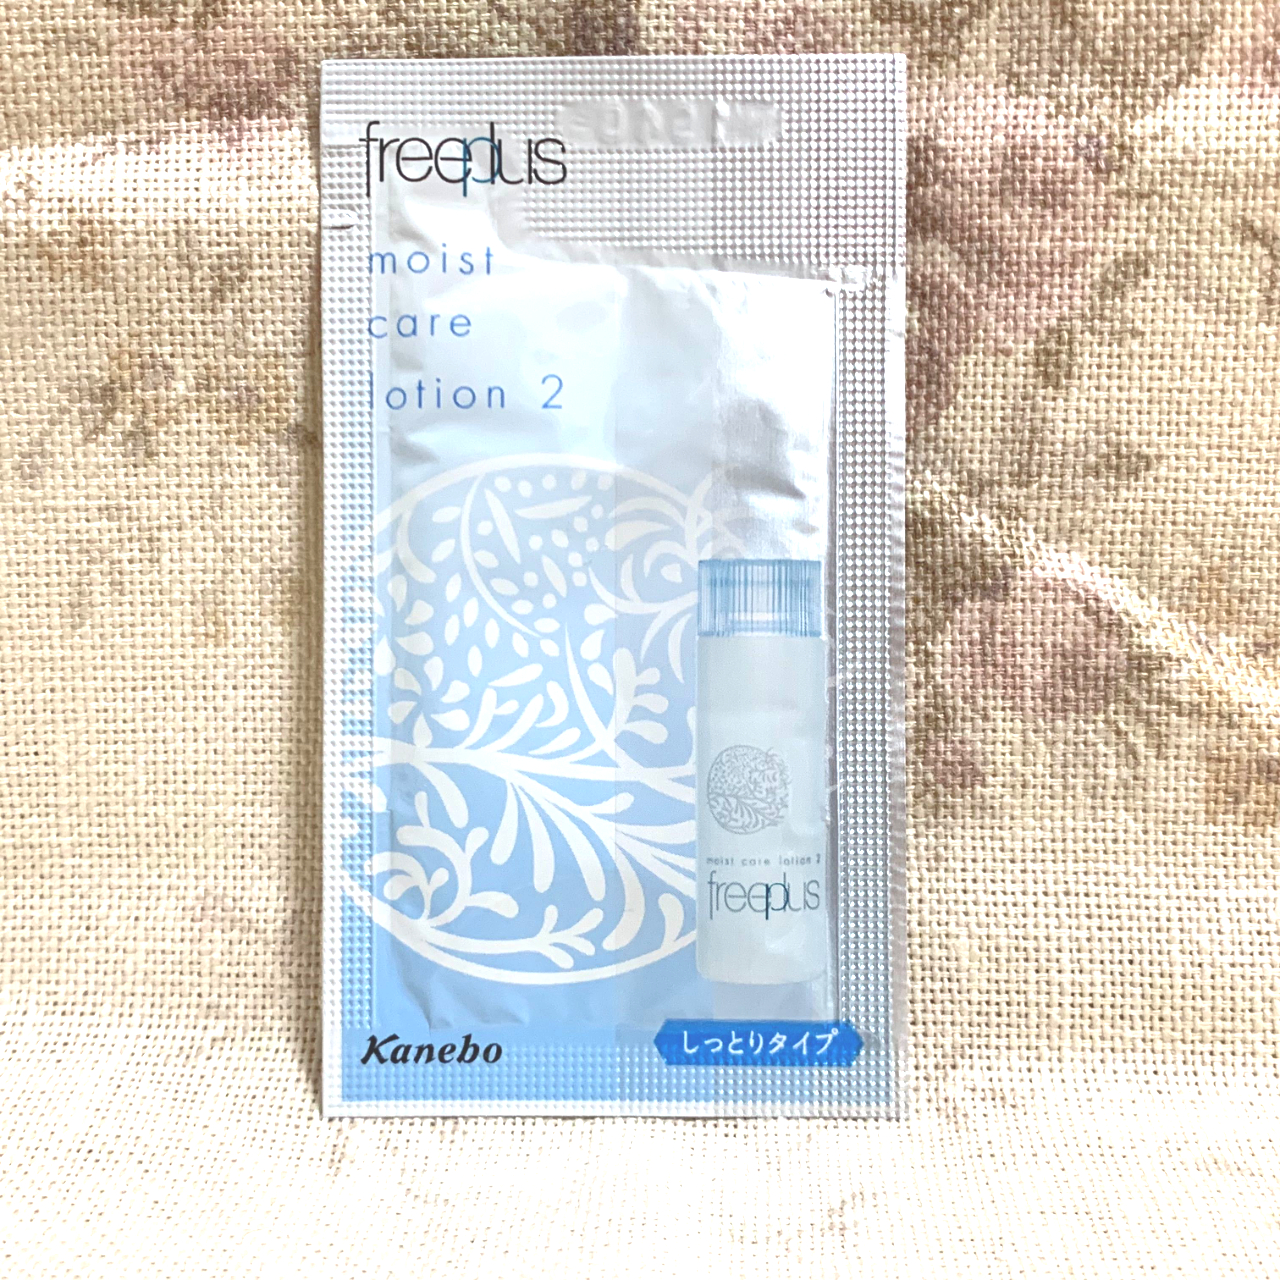 freeplus
moist
care
lotion 2
moist care lotion 2
freeplus
Kanebo
しっとりタイプ